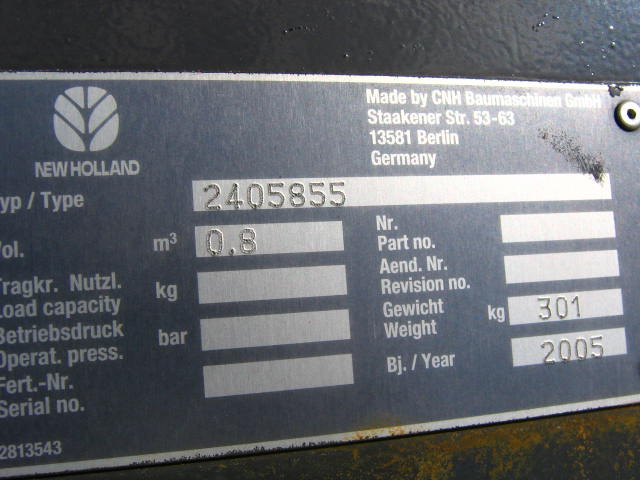 NEW HOLLAND
Made by CNH Baumaschinen GmbH
Staakener Str. 53-63
13581 Berlin
Germany
yp / Type 2405855
ol. m³ 0.8
Tragkr. Nutzl.
Load capacity kg
Betriebsdruck
Operat. press. bar
Fert.-Nr.
Serial no.
Nr.
Part no.
Aend. Nr.
Revision no.
Gewicht
Weight kg 301
Bj. / Year 2005
2813543